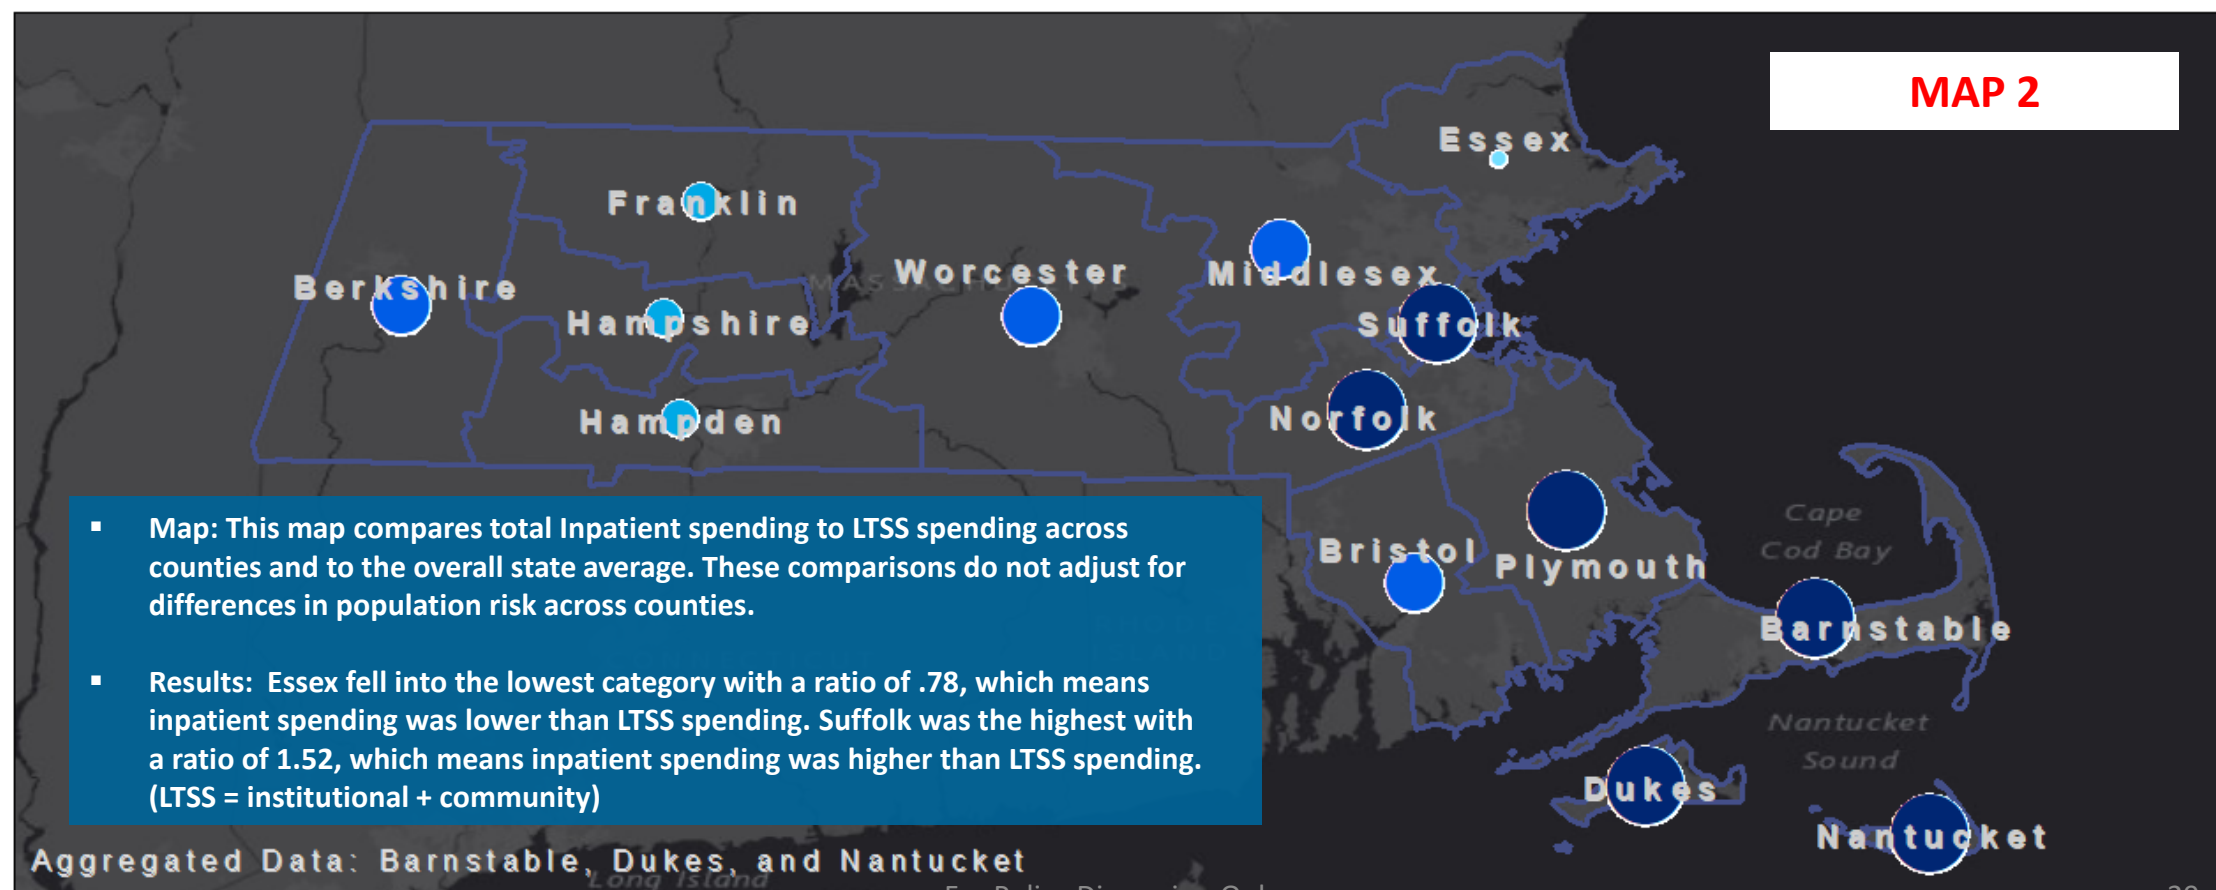 MAP 2
Essex
Franklin
Berkshire
Worcester
Middlesex
MASSACHUSETTS
Hampshire
Suffolk
Hampden
Norfolk
▪ Map: This map compares total Inpatient spending to LTSS spending across
counties and to the overall state average. These comparisons do not adjust for
differences in population risk across counties.
▪ Results: Essex fell into the lowest category with a ratio of .78, which means
inpatient spending was lower than LTSS spending. Suffolk was the highest with
a ratio of 1.52, which means inpatient spending was higher than LTSS spending.
(LTSS = institutional + community)
Bristol
Plymouth
Cape
Cod Bay
Barnstable
Nantucket
Sound
Dukes
Nantucket
Aggregated Data: Barnstable, Dukes, and Nantucket
Long Island